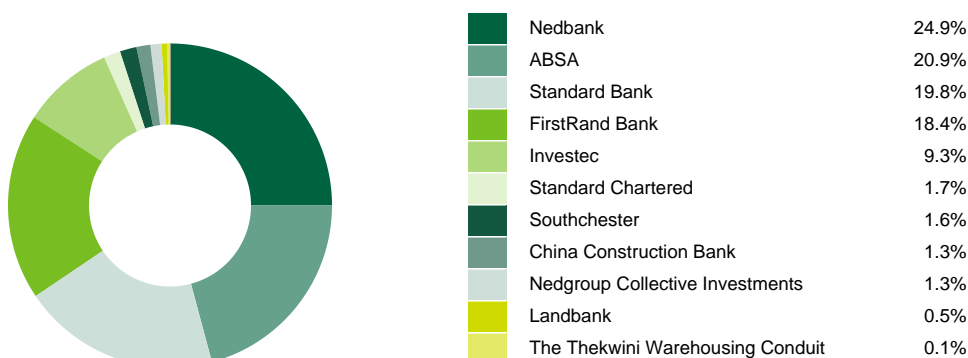 Nedbank 24.9%
ABSA 20.9%
Standard Bank 19.8%
FirstRand Bank 18.4%
Investec 9.3%
Standard Chartered 1.7%
Southchester 1.6%
China Construction Bank 1.3%
Nedgroup Collective Investments 1.3%
Landbank 0.5%
The Thekwini Warehousing Conduit 0.1%